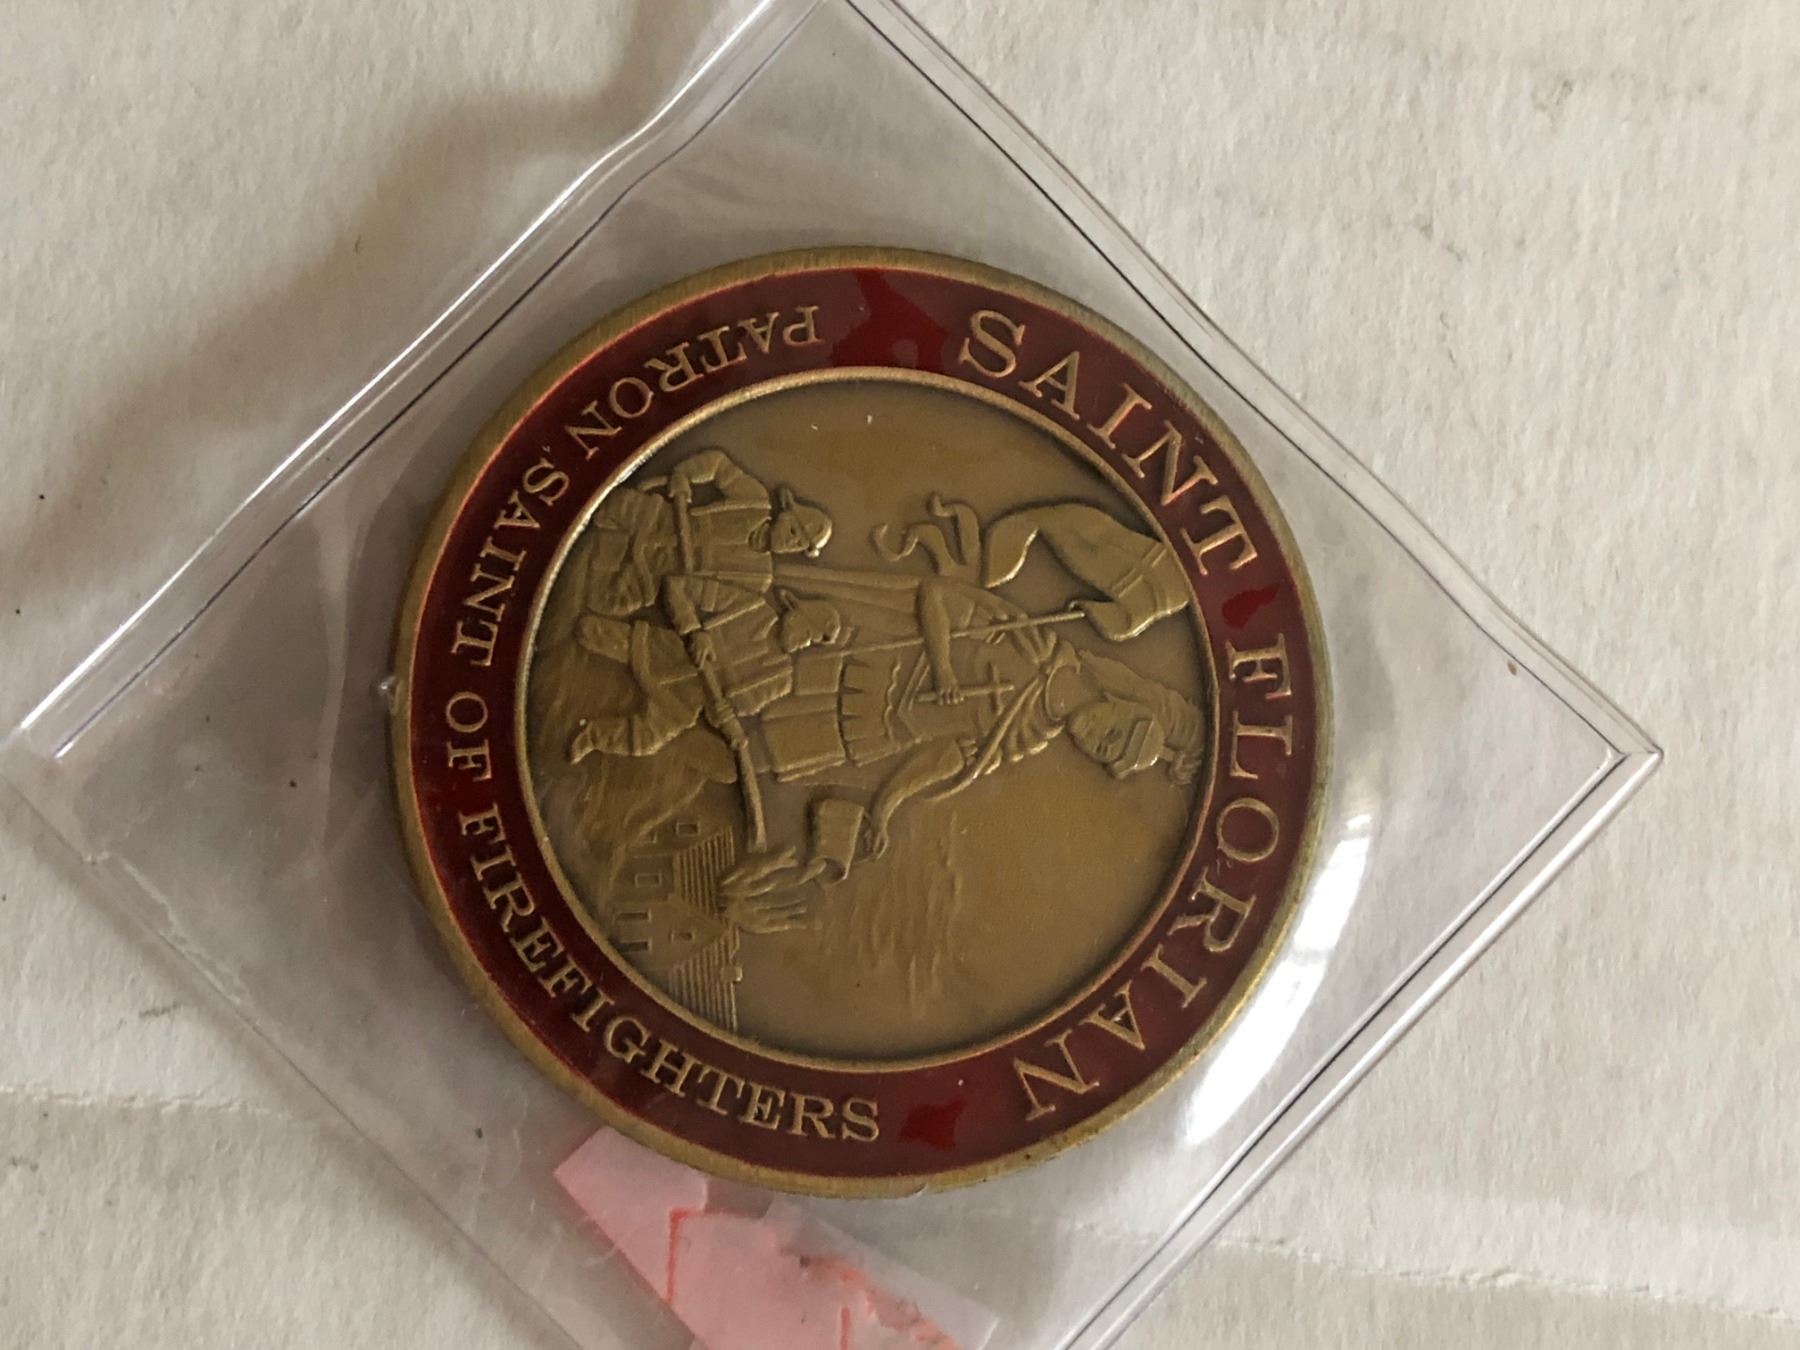 SAINT FLORIAN
PATRON SAINT OF FIREFIGHTERS